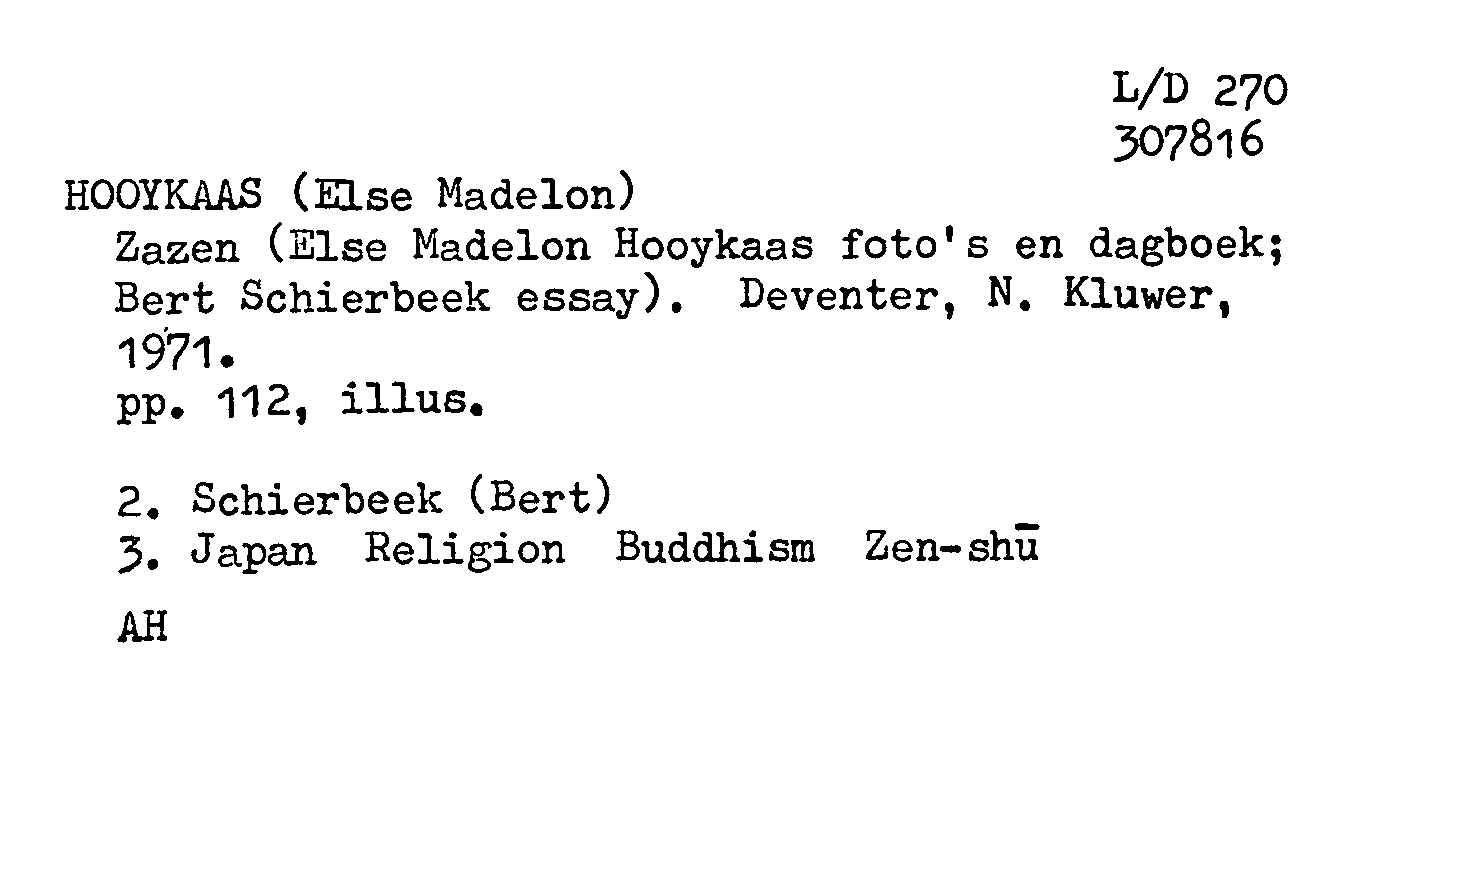 L/D 270
307816
HOOYKAAS (Else Madelon)
Zazen (Else Madelon Hooykaas foto's en dagboek;
Bert Schierbeek essay). Deventer, N. Kluwer,
1971.
pp. 112, illus.
2. Schierbeek (Bert)
3. Japan Religion Buddhism Zen-shū
AH